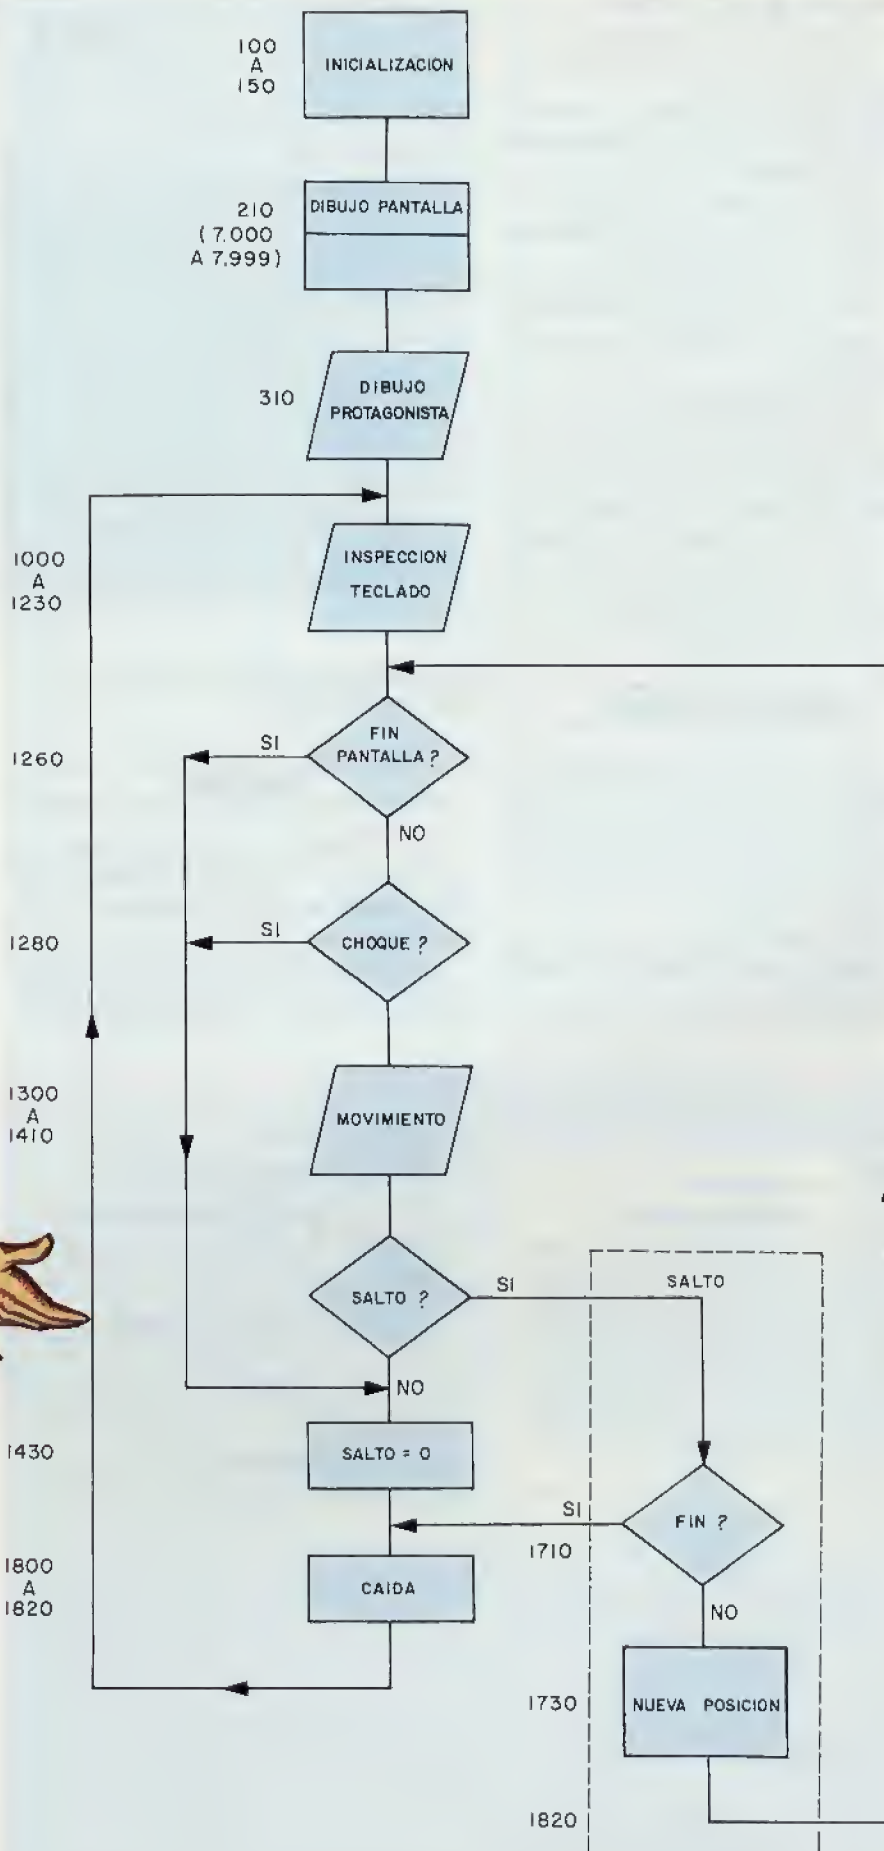 100
A
150
INICIALIZACION
210
(7.000
A 7.999)
DIBUJO PANTALLA
310
DIBUJO
PROTAGONISTA
1000
A
1230
INSPECCION
TECLADO
1260
SI
FIN
PANTALLA ?
NO
1280
SI
CHOQUE ?
1300
A
1410
MOVIMIENTO
SALTO ?
SI
SALTO
NO
1430
SALTO = 0
SI
FIN ?
1710
1800
A
1820
CAIDA
NO
1730
NUEVA POSICION
1820